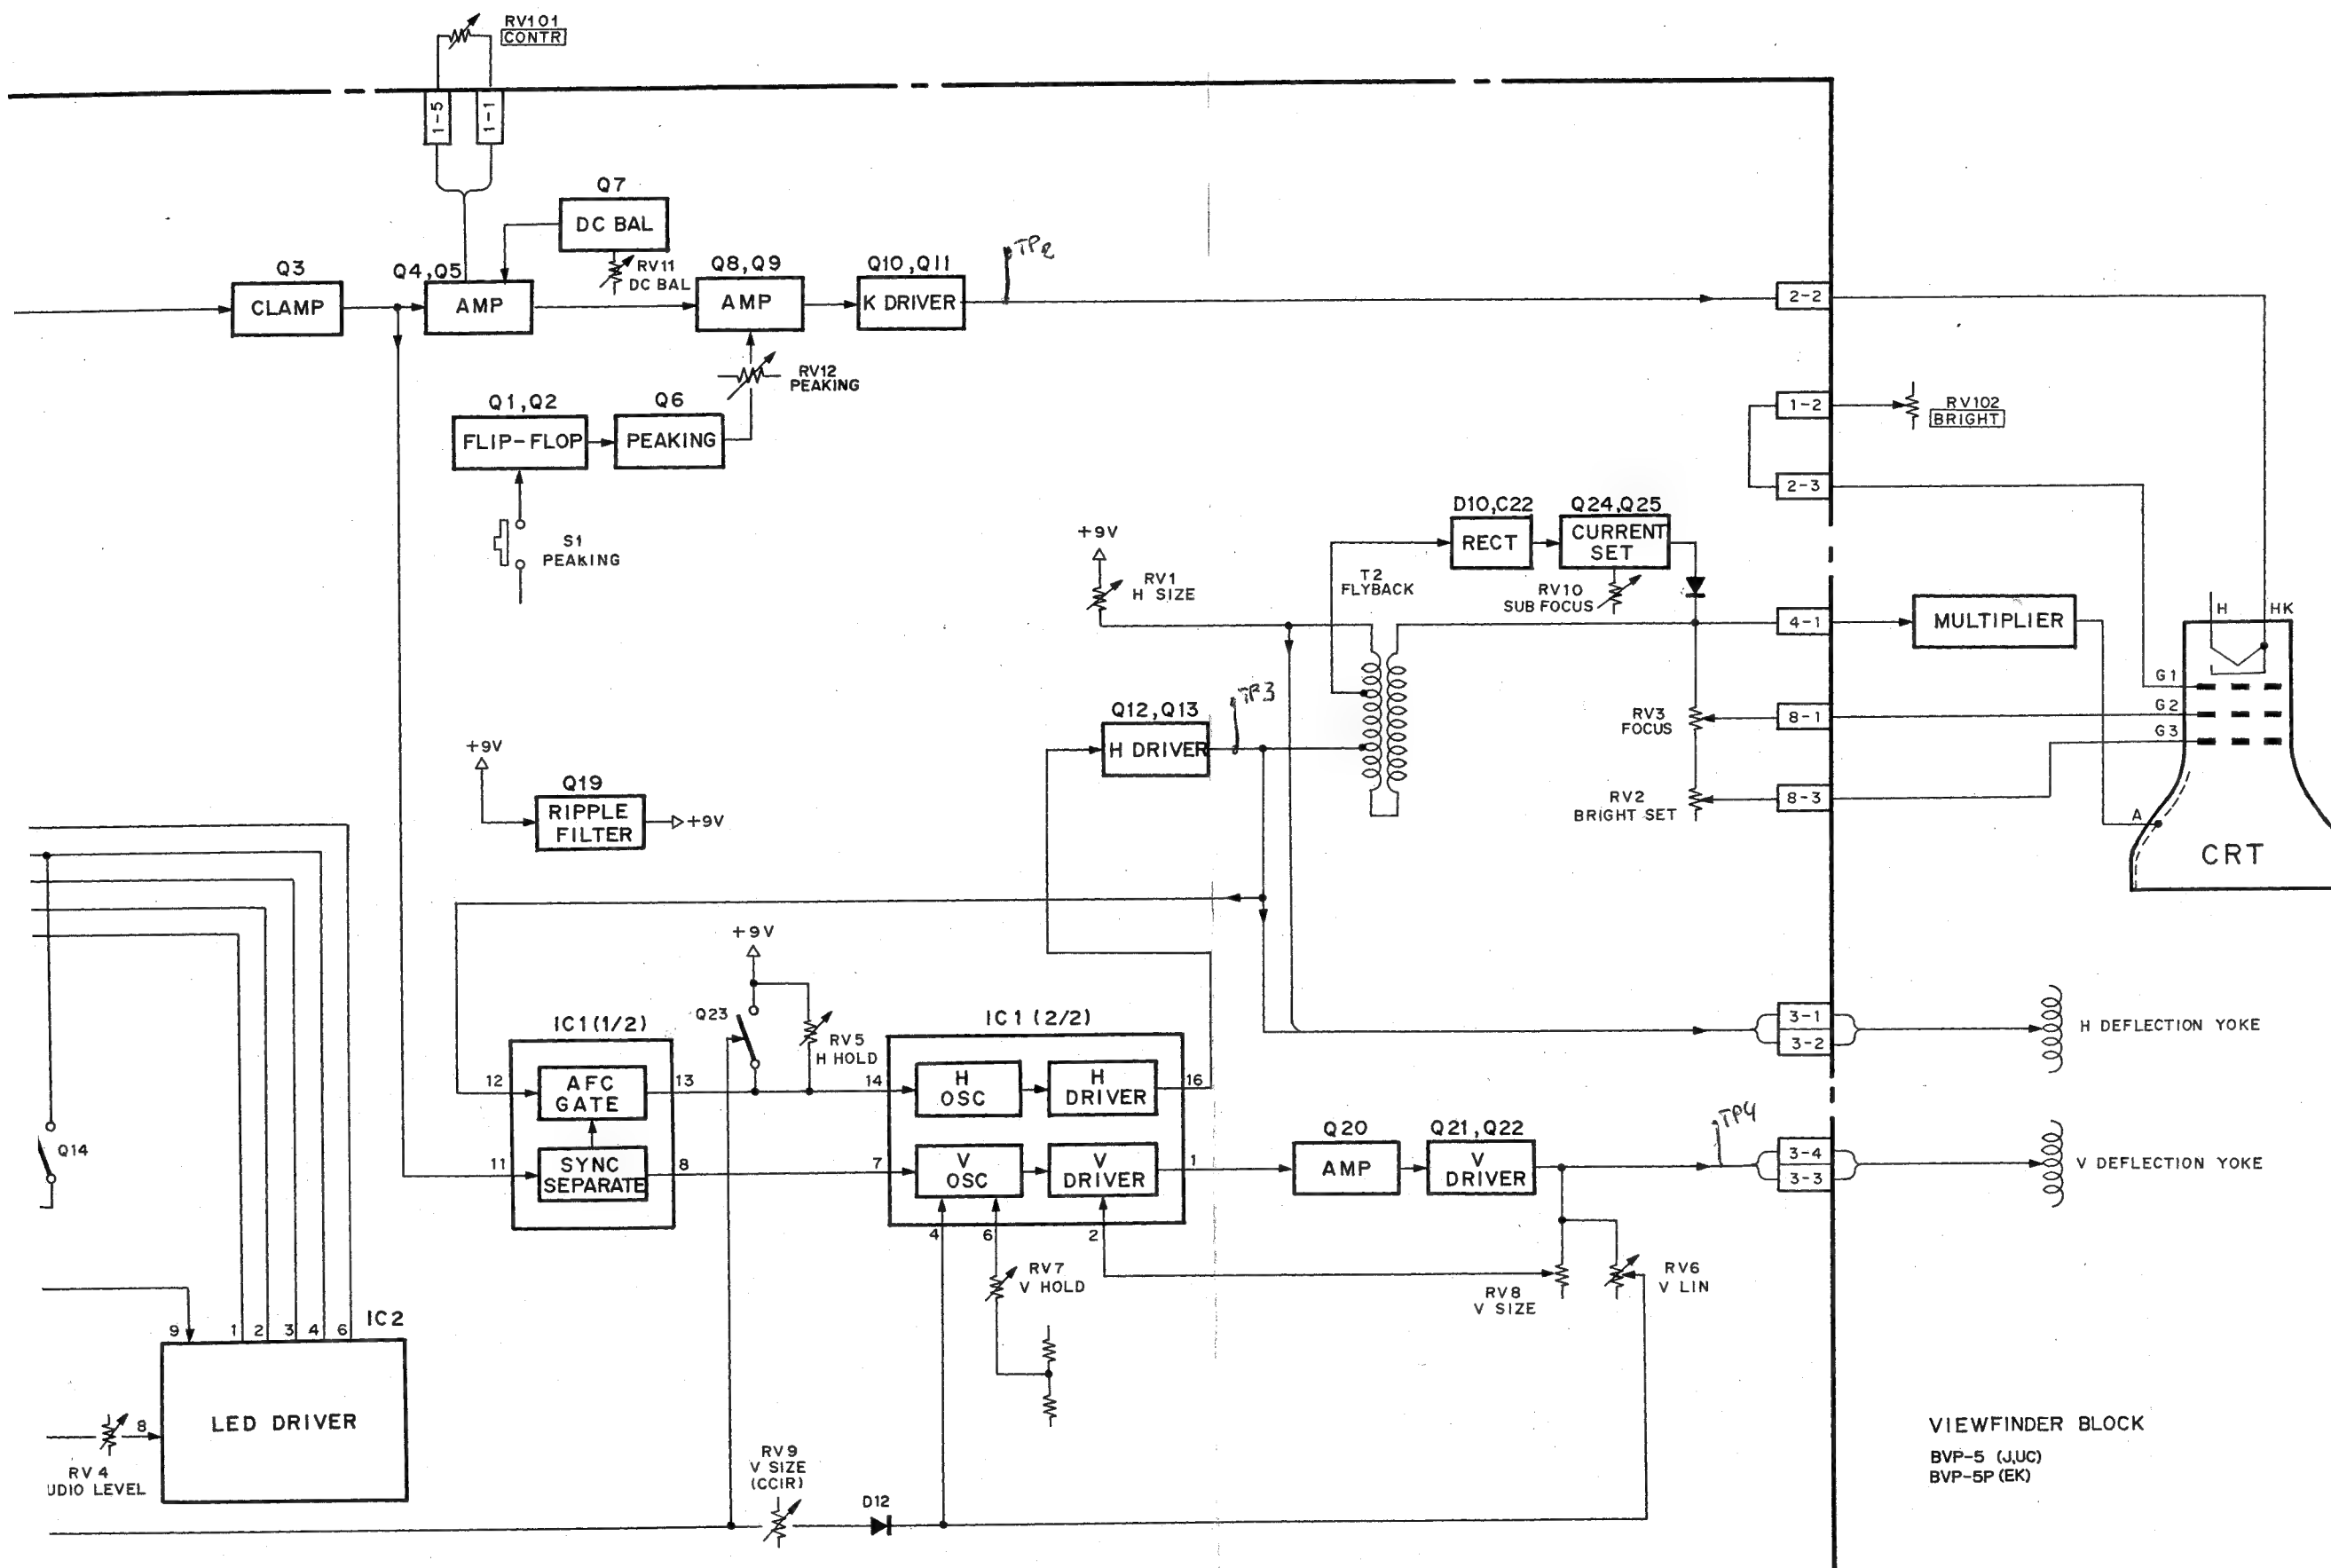 RV101
CONTR
1-5
1-1
Q7
DC BAL
RV11
DC BAL
Q3
CLAMP
Q4,Q5
AMP
Q8,Q9
AMP
Q10,Q11
K DRIVER
TP2
2-2
RV12
PEAKING
Q1,Q2
FLIP-FLOP
Q6
PEAKING
S1
PEAKING
1-2
RV102
BRIGHT
2-3
+9V
RV1
H SIZE
D10,C22
RECT
Q24,Q25
CURRENT
SET
T2
FLYBACK
RV10
SUB FOCUS
4-1
MULTIPLIER
H
HK
G1
G2
G3
A
CRT
Q12,Q13
H DRIVER
TP3
RV3
FOCUS
8-1
RV2
BRIGHT SET
8-3
+9V
Q19
RIPPLE
FILTER
+9V
+9V
Q23
RV5
H HOLD
IC1(1/2)
12
AFC
GATE
13
11
SYNC
SEPARATE
8
IC1(2/2)
14
H
OSC
H
DRIVER
16
7
V
OSC
V
DRIVER
1
4
6
2
Q20
AMP
Q21,Q22
V
DRIVER
TP4
3-1
3-2
H DEFLECTION YOKE
3-4
3-3
V DEFLECTION YOKE
Q14
RV7
V HOLD
RV8
V SIZE
RV6
V LIN
9
1
2
3
4
6
IC2
8
LED DRIVER
RV4
UDIO LEVEL
RV9
V SIZE
(CCIR)
D12
VIEWFINDER BLOCK
BVP-5 (J,UC)
BVP-5P (EK)